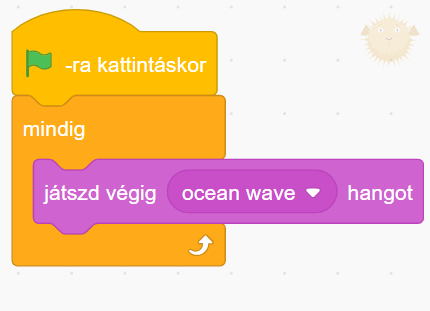 -ra kattintáskor
mindig
játszd végig ocean wave hangot